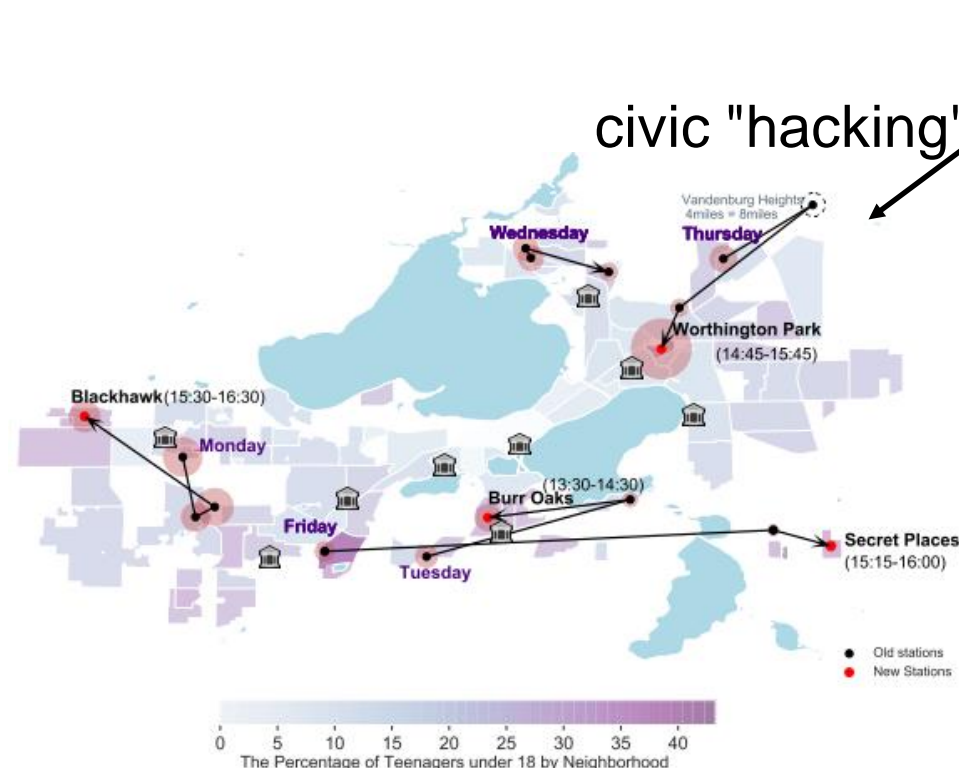 civic "hacking"
Vandenburg Heights
4miles = 8miles
Wednesday
Thursday
Worthington Park
(14:45-15:45)
Blackhawk(15:30-16:30)
Monday
(13:30-14:30)
Burr Oaks
Friday
Secret Places
(15:15-16:00)
Tuesday
Old stations
New Stations
0 5 10 15 20 25 30 35 40
The Percentage of Teenagers under 18 by Neighborhood